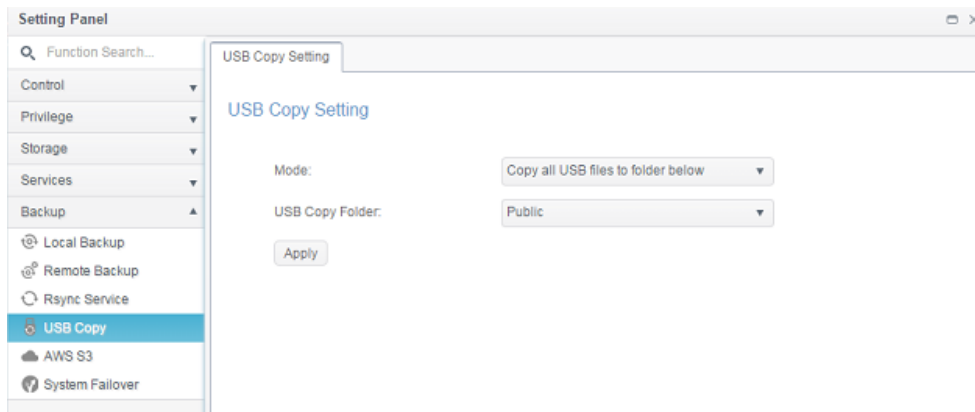 Setting Panel
Function Search...
Control
Privilege
Storage
Services
Backup
Local Backup
Remote Backup
Rsync Service
USB Copy
AWS S3
System Failover
USB Copy Setting
USB Copy Setting
Mode: Copy all USB files to folder below
USB Copy Folder: Public
Apply